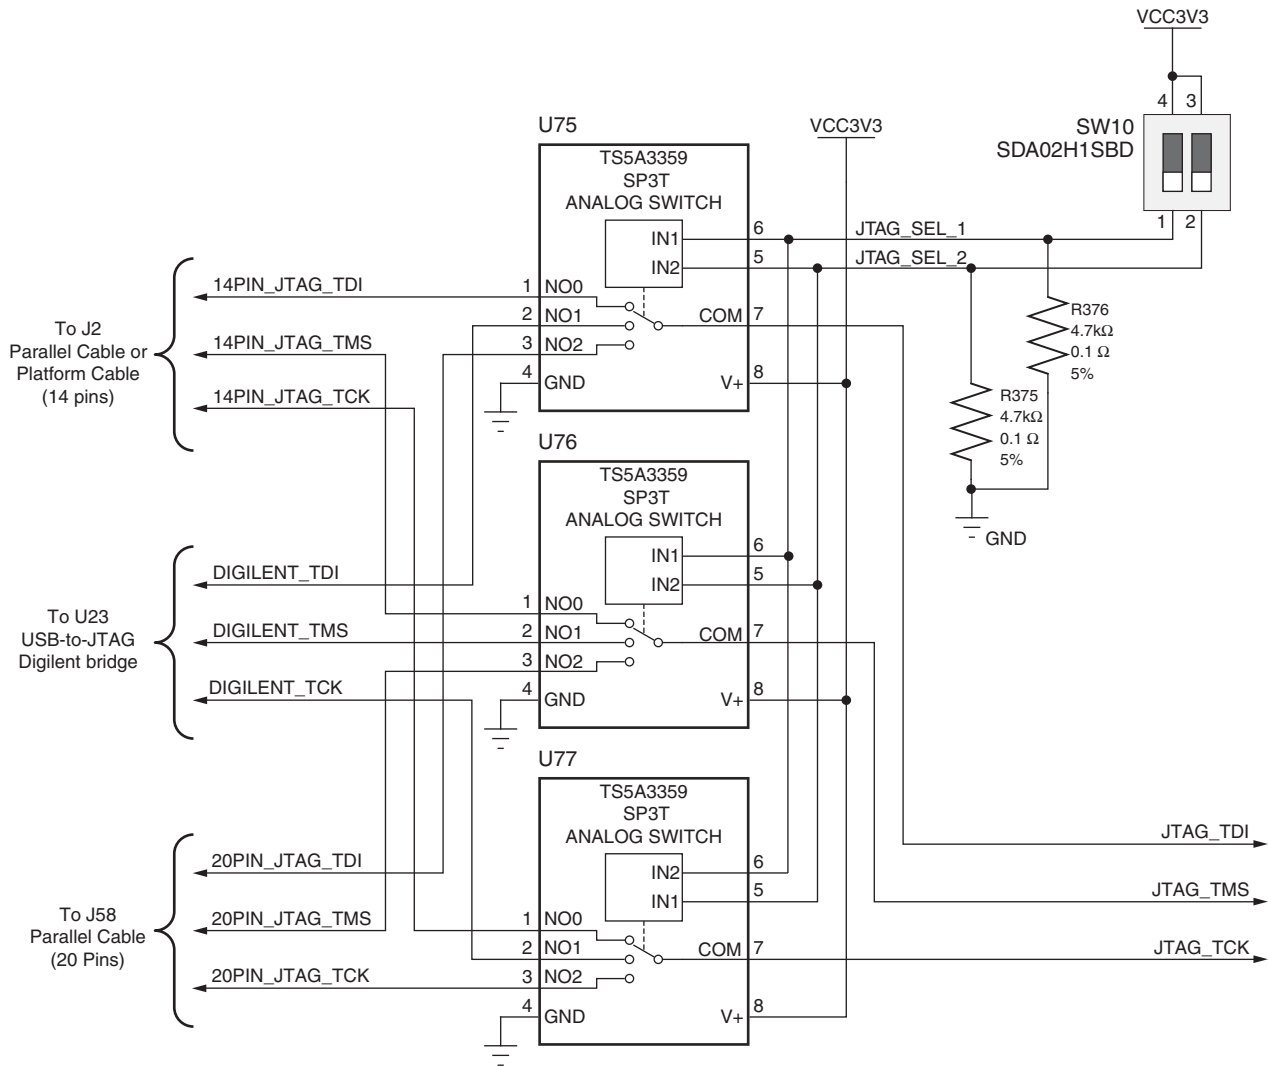 VCC3V3
4 3
SW10
SDA02H1SBD
1 2
VCC3V3
U75
TS5A3359
SP3T
ANALOG SWITCH
IN1 6 JTAG_SEL_1
IN2 5 JTAG_SEL_2
1 NO0
2 NO1
3 NO2
4 GND
COM 7
V+ 8
R376
4.7kΩ
0.1 Ω
5%
R375
4.7kΩ
0.1 Ω
5%
GND
To J2
Parallel Cable or
Platform Cable
(14 pins)
14PIN_JTAG_TDI
14PIN_JTAG_TMS
14PIN_JTAG_TCK
U76
TS5A3359
SP3T
ANALOG SWITCH
IN1 6
IN2 5
1 NO0
2 NO1
3 NO2
4 GND
COM 7
V+ 8
To U23
USB-to-JTAG
Digilent bridge
DIGILENT_TDI
DIGILENT_TMS
DIGILENT_TCK
U77
TS5A3359
SP3T
ANALOG SWITCH
IN2 6
IN1 5
1 NO0
2 NO1
3 NO2
4 GND
COM 7
V+ 8
To J58
Parallel Cable
(20 Pins)
20PIN_JTAG_TDI
20PIN_JTAG_TMS
20PIN_JTAG_TCK
JTAG_TDI
JTAG_TMS
JTAG_TCK